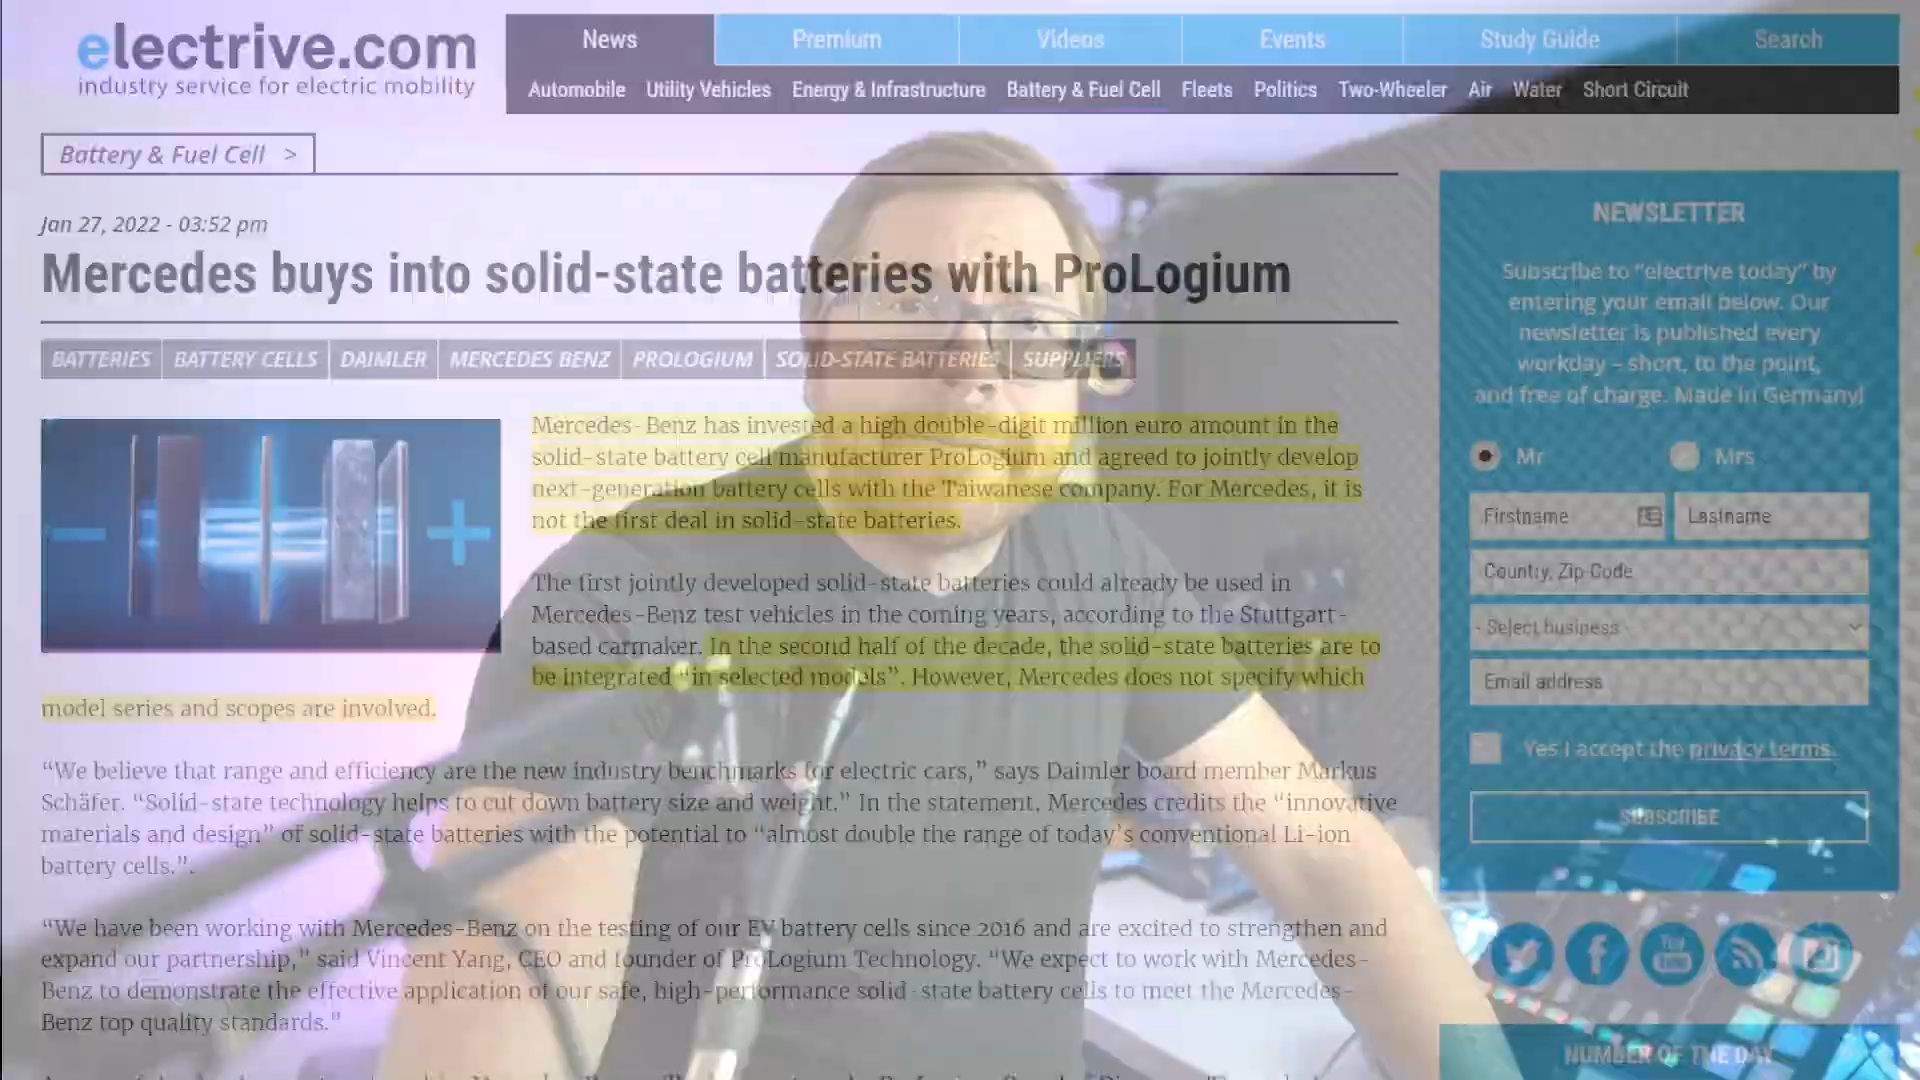 electrive.com
industry service for electric mobility
News
Premium
Videos
Events
Study Guide
Search
Automobile
Utility Vehicles
Energy & Infrastructure
Battery & Fuel Cell
Fleets
Politics
Two-Wheeler
Air
Water
Short Circuit
Battery & Fuel Cell >
Jan 27, 2022 - 03:52 pm
Mercedes buys into solid-state batteries with ProLogium
BATTERIES
BATTERY CELLS
DAIMLER
MERCEDES BENZ
PROLOGIUM
SOLID-STATE BATTERIES
SUPPLIERS
Mercedes-Benz has invested a high double-digit million euro amount in the
solid-state battery cell manufacturer ProLogium and agreed to jointly develop
next-generation battery cells with the Taiwanese company. For Mercedes, it is
not the first deal in solid-state batteries.
The first jointly developed solid-state batteries could already be used in
Mercedes-Benz test vehicles in the coming years, according to the Stuttgart-
based carmaker. In the second half of the decade, the solid-state batteries are to
be integrated “in selected models”. However, Mercedes does not specify which
model series and scopes are involved.
“We believe that range and efficiency are the new industry benchmarks for electric cars,” says Daimler board member Markus
Schäfer. “Solid-state technology helps to cut down battery size and weight.” In the statement, Mercedes credits the “innovative
materials and design” of solid-state batteries with the potential to “almost double the range of today’s conventional Li-ion
battery cells.”.
“We have been working with Mercedes-Benz on the testing of our EV battery cells since 2016 and are excited to strengthen and
expand our partnership,” said Vincent Yang, CEO and founder of ProLogium Technology. “We expect to work with Mercedes-
Benz to demonstrate the effective application of our safe, high-performance solid-state battery cells to meet the Mercedes-
Benz top quality standards.”
NEWSLETTER
Subscribe to “electrive today” by
entering your email below. Our
newsletter is published every
workday – short, to the point,
and free of charge. Made in Germany!
Mr
Mrs
Firstname
Lastname
Country, Zip-Code
- Select business -
Email address
Yes I accept the privacy terms.
SUBSCRIBE
NUMBER OF THE DAY